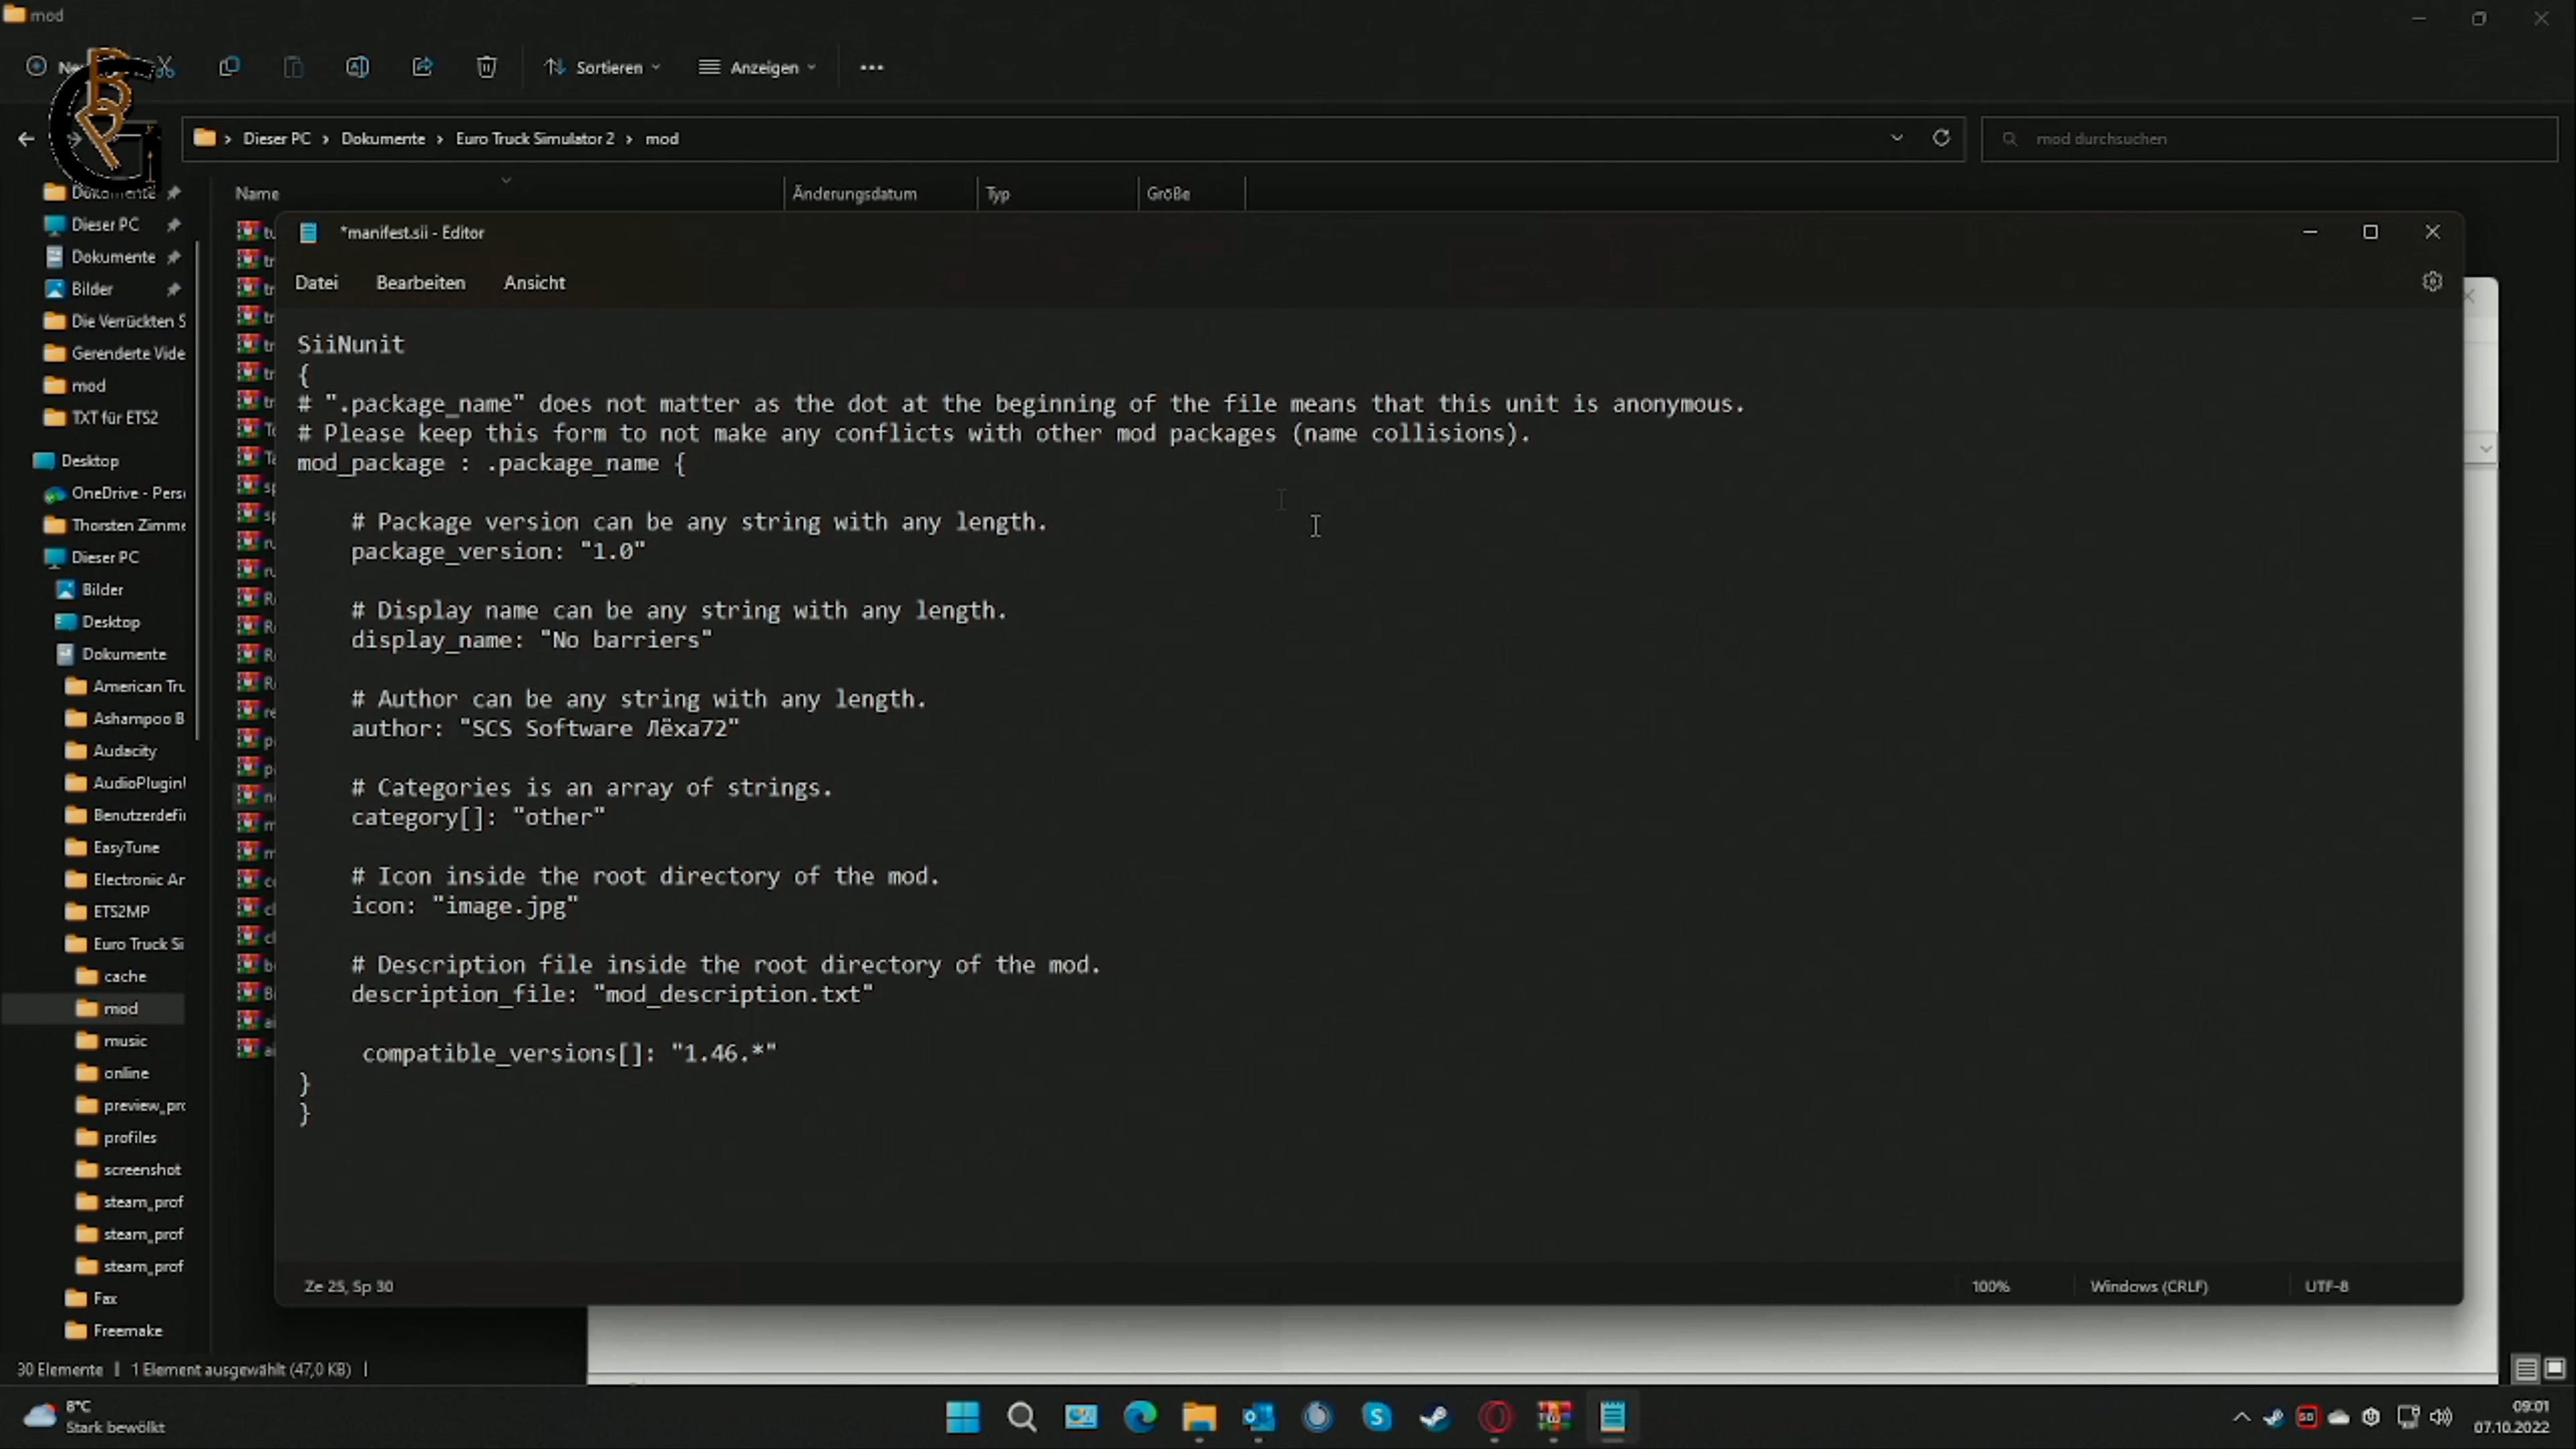 mod
Sortieren
Anzeigen
Dieser PC > Dokumente > Euro Truck Simulator 2 > mod
mod durchsuchen
Name
Änderungsdatum
Typ
Größe
Dokumente
Dieser PC
Dokumente
Bilder
Die Verrückten S
Gerenderte Vide
mod
TXT für ETS2
Desktop
OneDrive - Pers
Thorsten Zimme
Dieser PC
Bilder
Desktop
Dokumente
American Tru
Ashampoo B
Audacity
AudioPlugin
Benutzerdefi
EasyTune
Electronic Ar
ETS2MP
Euro Truck Si
cache
mod
music
online
preview_pro
profiles
screenshot
steam_prof
steam_prof
steam_prof
Fax
Freemake
*manifest.sii - Editor
Datei Bearbeiten Ansicht
SiiNunit
{
# ".package_name" does not matter as the dot at the beginning of the file means that this unit is anonymous.
# Please keep this form to not make any conflicts with other mod packages (name collisions).
mod_package : .package_name {
# Package version can be any string with any length.
package_version: "1.0"
# Display name can be any string with any length.
display_name: "No barriers"
# Author can be any string with any length.
author: "SCS Software Лёха72"
# Categories is an array of strings.
category[]: "other"
# Icon inside the root directory of the mod.
icon: "image.jpg"
# Description file inside the root directory of the mod.
description_file: "mod_description.txt"
compatible_versions[]: "1.46.*"
}
}
Ze 25, Sp 30
100%
Windows (CRLF)
UTF-8
30 Elemente | 1 Element ausgewählt (47,0 KB) |
8°C
Stark bewölkt
09:01
07.10.2022